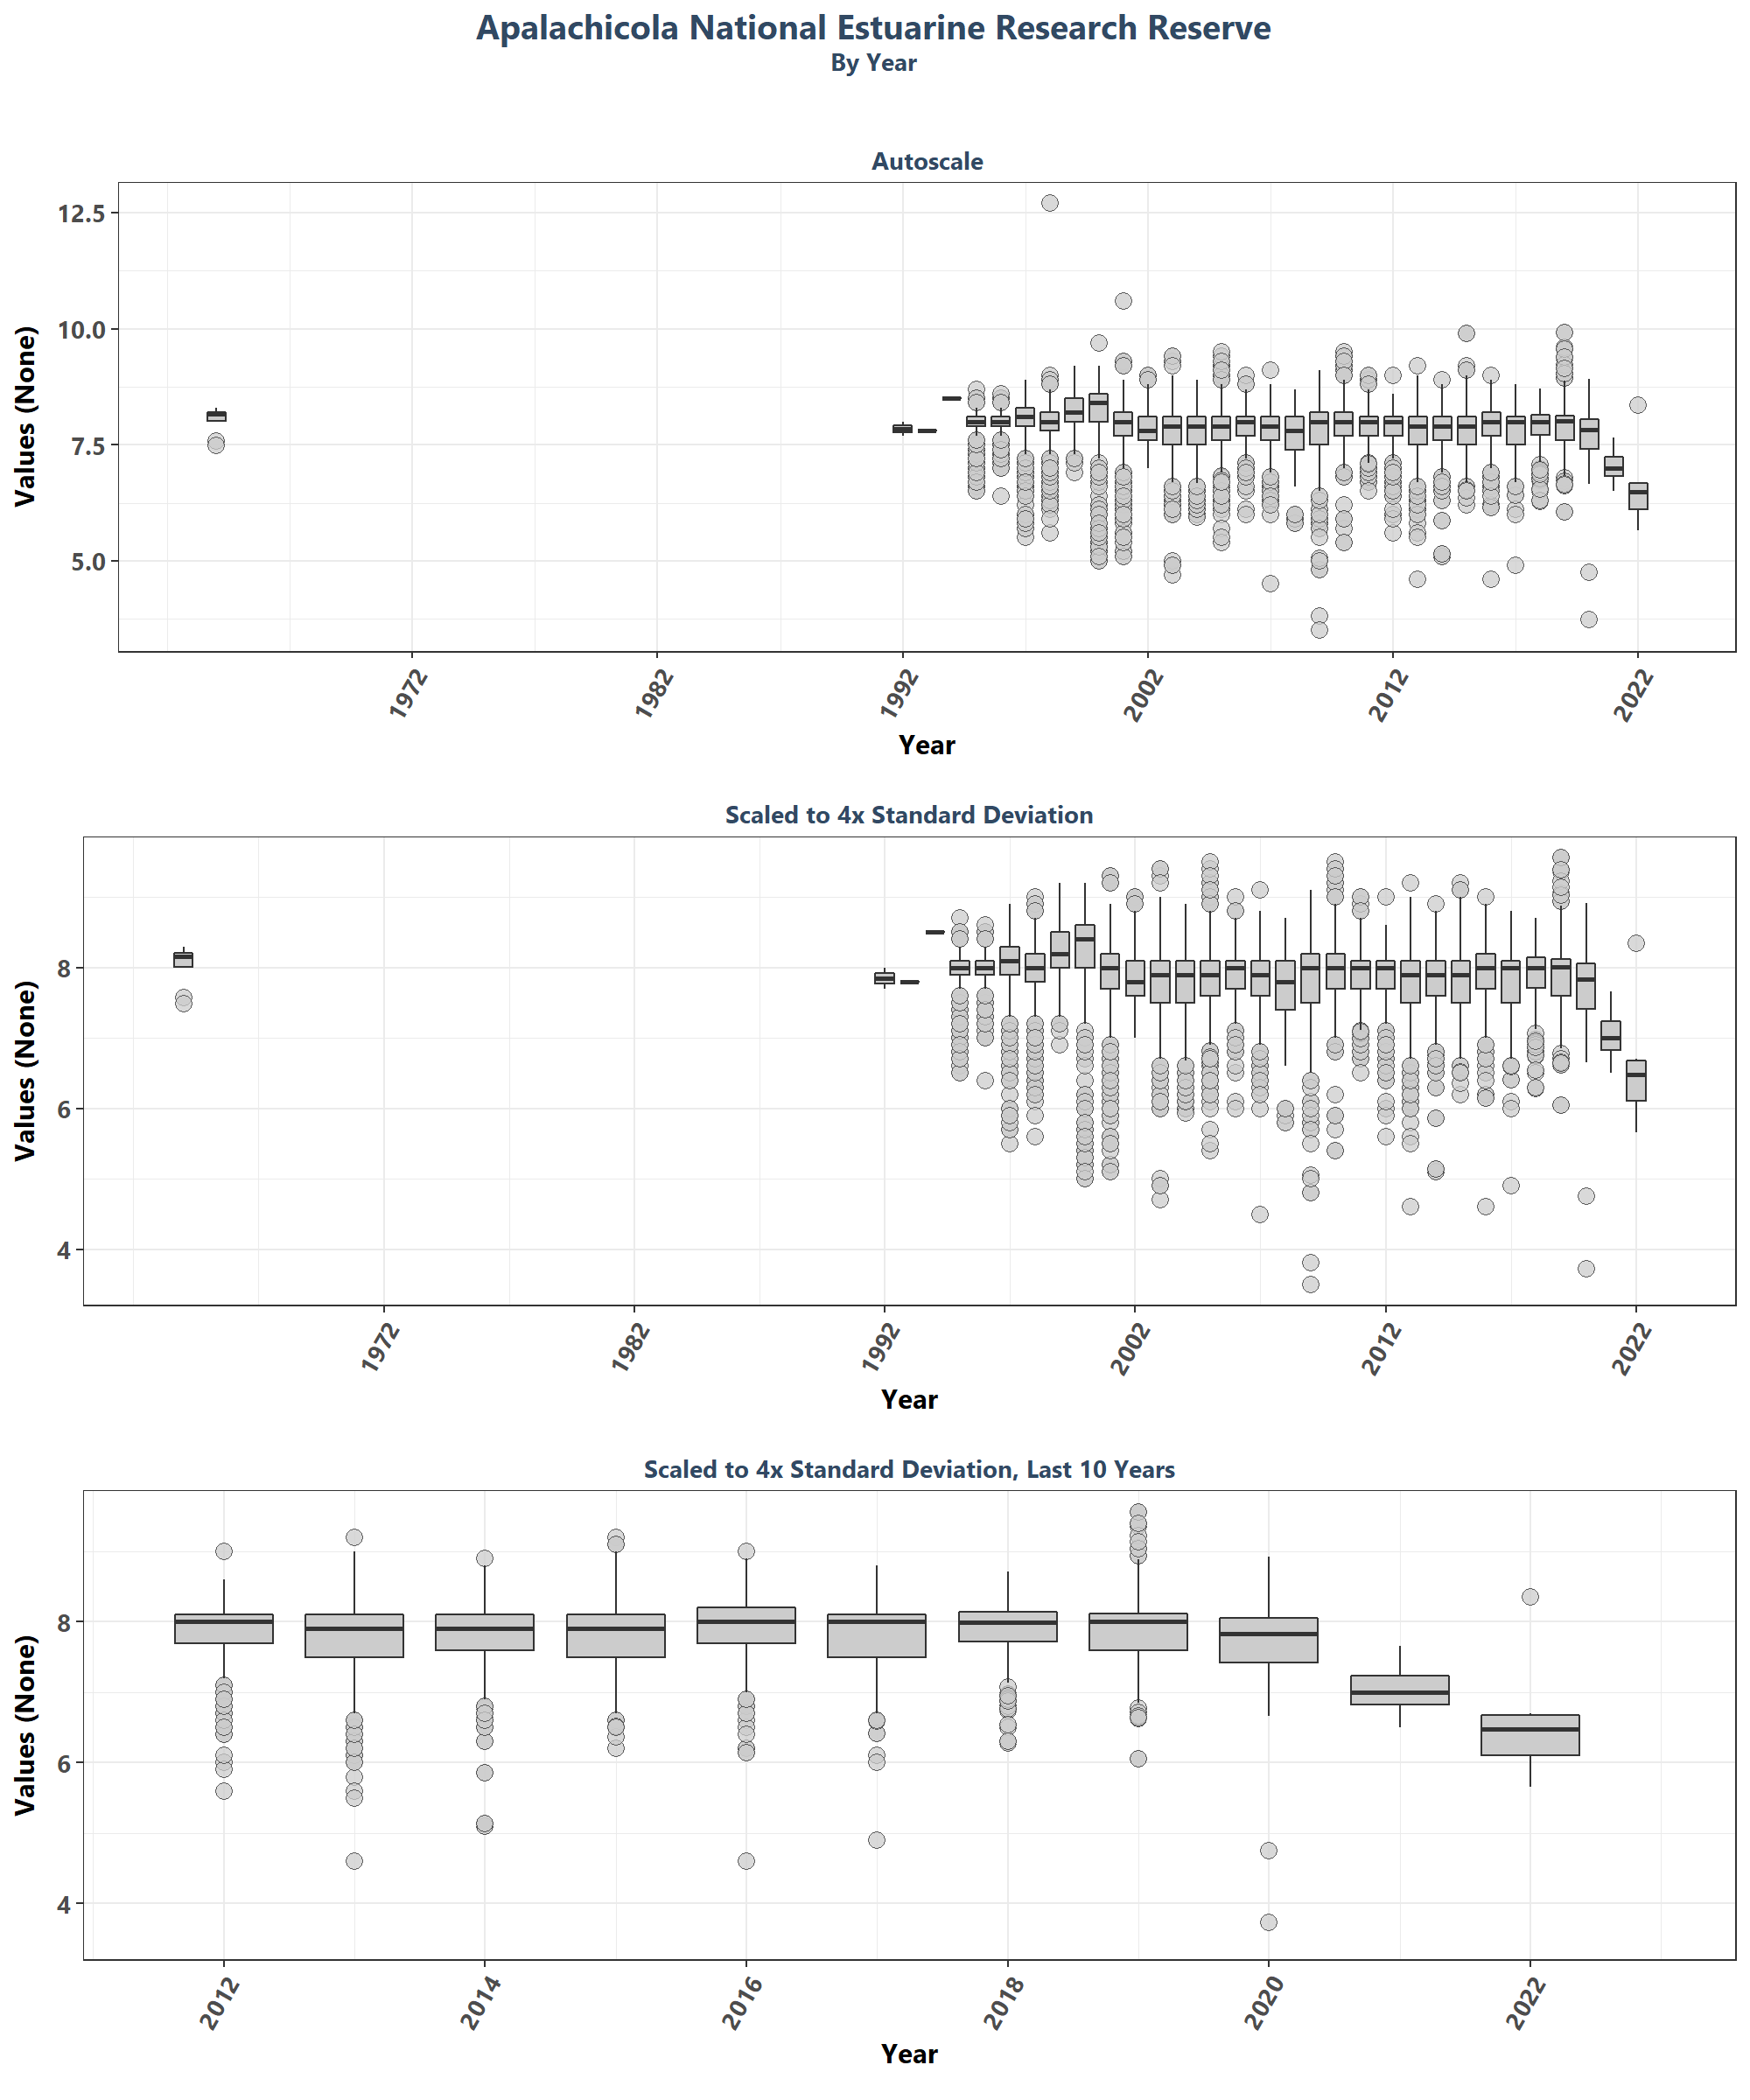 Apalachicola National Estuarine Research Reserve
By Year
Autoscale
Values (None)
12.5
10.0
7.5
5.0
1972
1982
1992
2002
2012
2022
Year
Scaled to 4x Standard Deviation
Values (None)
8
6
4
1972
1982
1992
2002
2012
2022
Year
Scaled to 4x Standard Deviation, Last 10 Years
Values (None)
8
6
4
2012
2014
2016
2018
2020
2022
Year